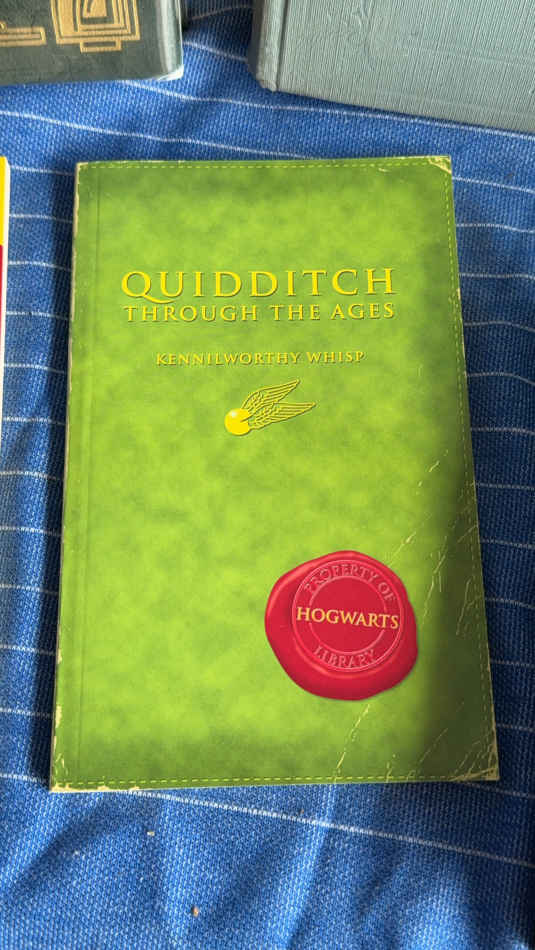 QUIDDITCH
THROUGH THE AGES
KENNILWORTHY WHISP
PROPERTY OF
HOGWARTS
LIBRARY